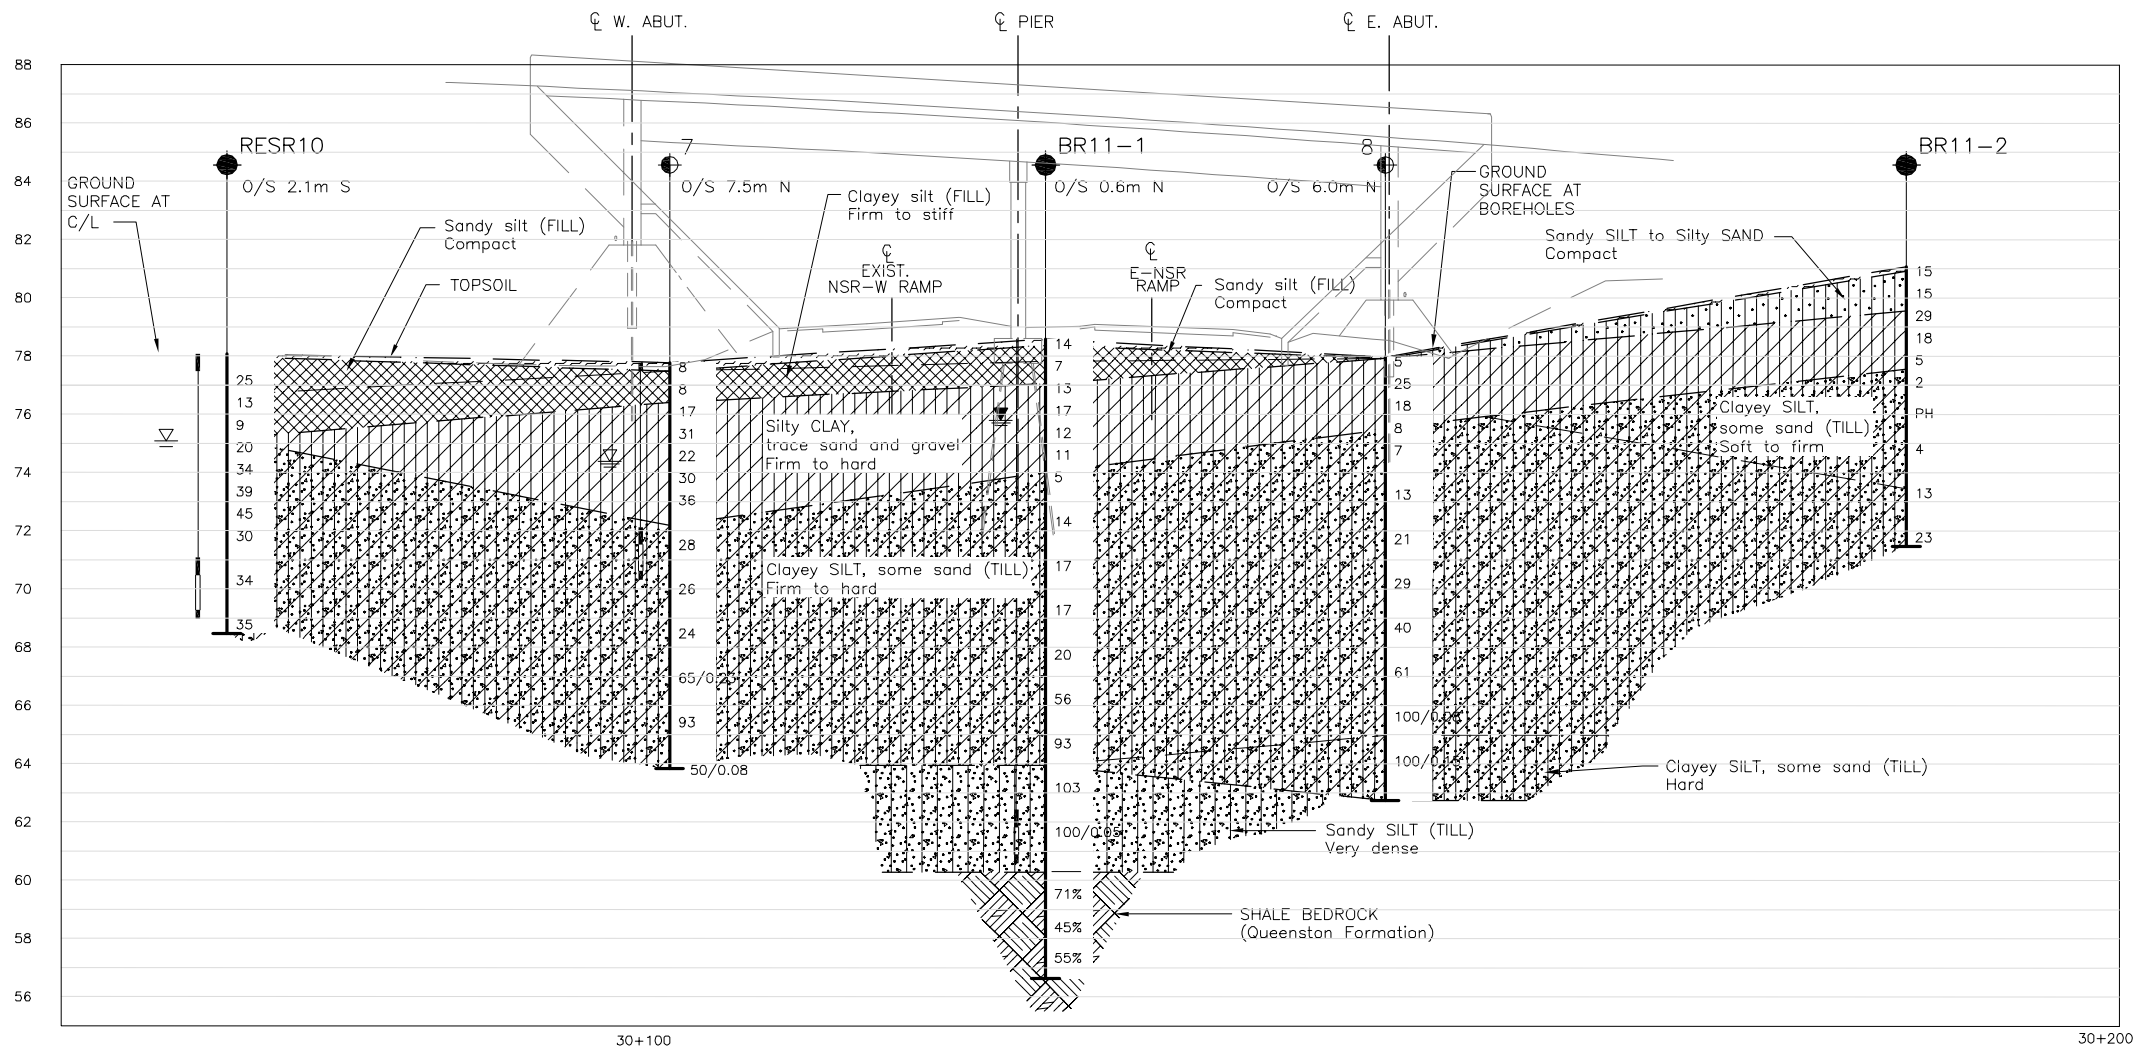 ℄ W. ABUT.
℄ PIER
℄ E. ABUT.
88
86
84
82
80
78
76
74
72
70
68
66
64
62
60
58
56
RESR10
O/S 2.1m S
7
O/S 7.5m N
BR11-1
O/S 0.6m N
8
O/S 6.0m N
BR11-2
GROUND
SURFACE AT
C/L
Sandy silt (FILL)
Compact
TOPSOIL
Clayey silt (FILL)
Firm to stiff
℄
EXIST.
NSR-W RAMP
℄
E-NSR
RAMP
Sandy silt (FILL)
Compact
GROUND
SURFACE AT
BOREHOLES
Sandy SILT to Silty SAND
Compact
25
13
9
20
34
39
45
30
34
35
8
8
17
31
22
30
36
28
26
24
65/0.23
93
50/0.08
Silty CLAY,
trace sand and gravel
Firm to hard
Clayey SILT, some sand (TILL)
Firm to hard
14
7
13
17
12
11
5
14
17
17
20
56
93
103
100/0.05
71%
45%
55%
5
25
18
8
7
13
21
29
40
61
15
15
29
18
5
2
PH
4
13
23
Clayey SILT,
some sand (TILL)
Soft to firm
Clayey SILT, some sand (TILL)
Hard
Sandy SILT (TILL)
Very dense
SHALE BEDROCK
(Queenston Formation)
30+100
30+200